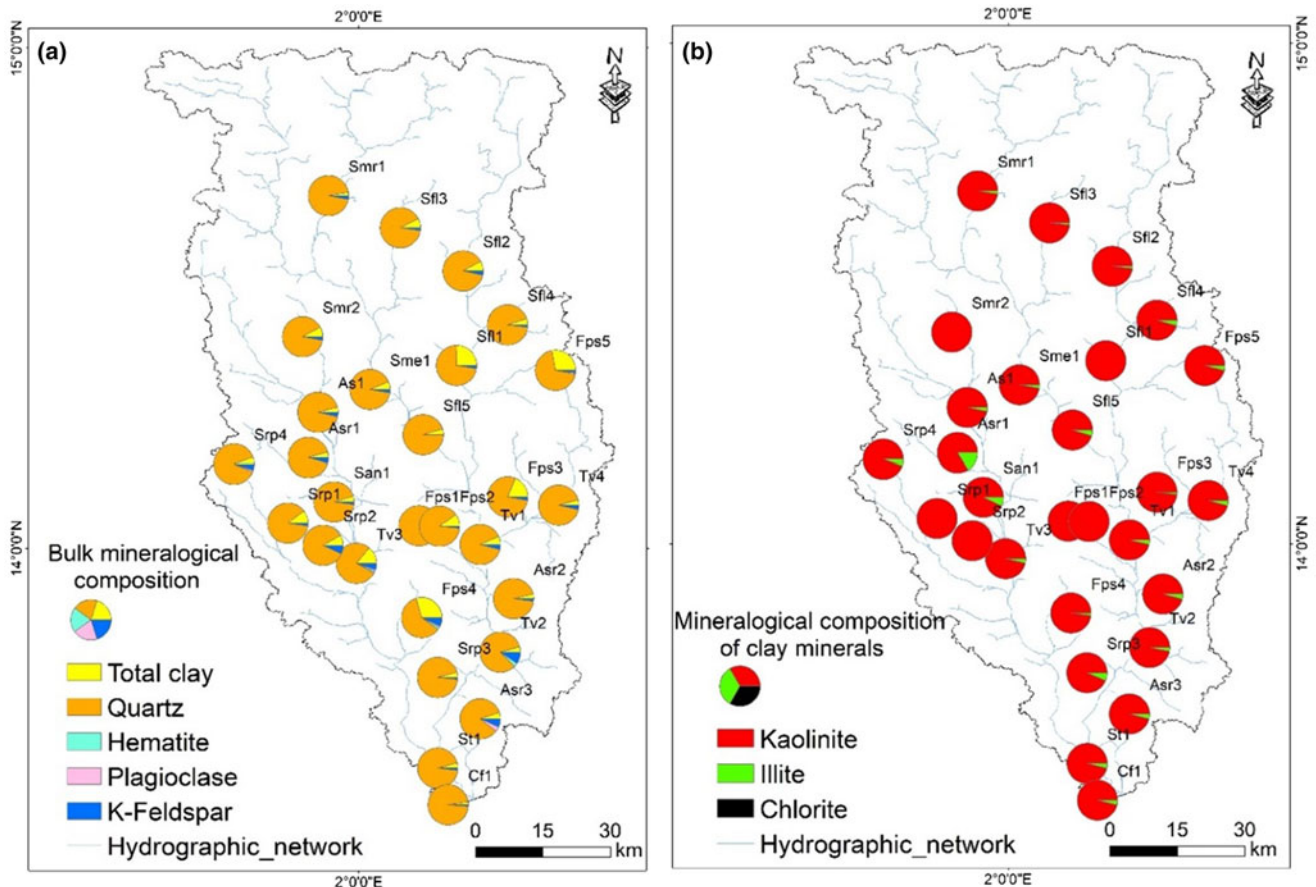 2°0'0"E
2°0'0"E
15°0'0"N
(a)
N
(b)
N
15°0'0"N
Smr1
Sfl3
Sfl2
Sfl4
Smr2
Sfl1
Fps5
Sme1
As1
Sfl5
Asr1
Srp4
San1
Fps3
Tv4
Srp1
Fps1
Fps2
Srp2
Tv1
Tv3
14°0'0"N
Asr2
Fps4
Tv2
Srp3
Asr3
St1
Cf1
Bulk mineralogical
composition
Total clay
Quartz
Hematite
Plagioclase
K-Feldspar
Hydrographic_network
0 15 30
km
2°0'0"E
Smr1
Sfl3
Sfl2
Sfl4
Smr2
Sfl1
Fps5
Sme1
As1
Sfl5
Asr1
Srp4
San1
Fps3
Tv4
Srp1
Fps1
Fps2
Srp2
Tv1
Tv3
14°0'0"N
Asr2
Fps4
Tv2
Srp3
Asr3
St1
Cf1
Mineralogical composition
of clay minerals
Kaolinite
Illite
Chlorite
Hydrographic_network
0 15 30
km
2°0'0"E